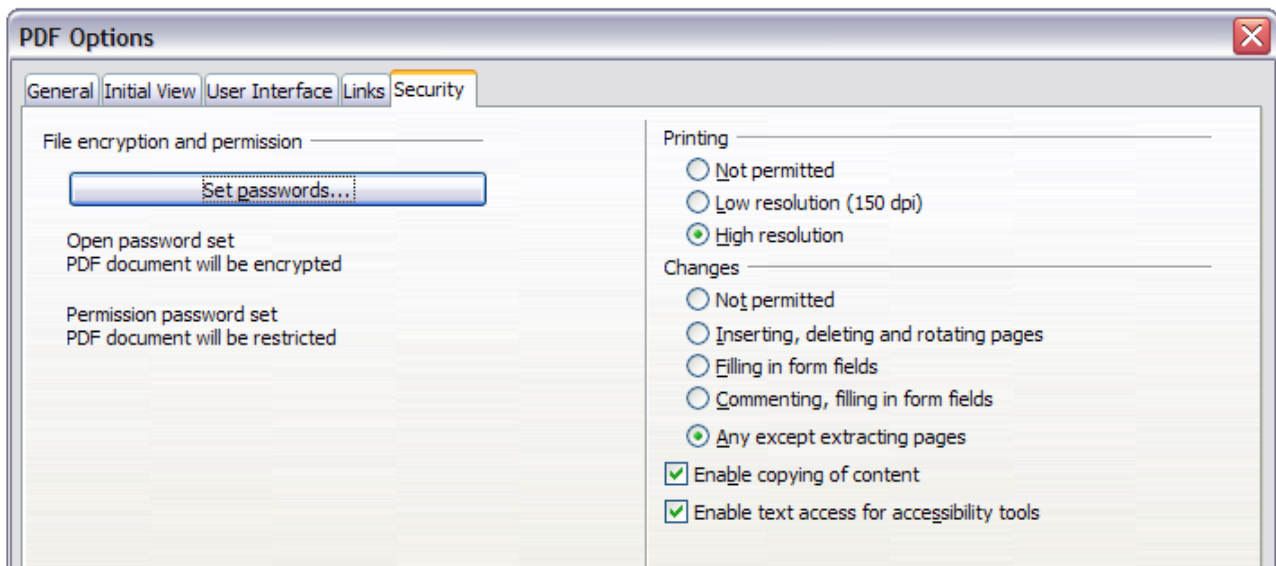 PDF Options
General Initial View User Interface Links Security
File encryption and permission
Set passwords...
Open password set
PDF document will be encrypted
Permission password set
PDF document will be restricted
Printing
Not permitted
Low resolution (150 dpi)
High resolution
Changes
Not permitted
Inserting, deleting and rotating pages
Filling in form fields
Commenting, filling in form fields
Any except extracting pages
Enable copying of content
Enable text access for accessibility tools